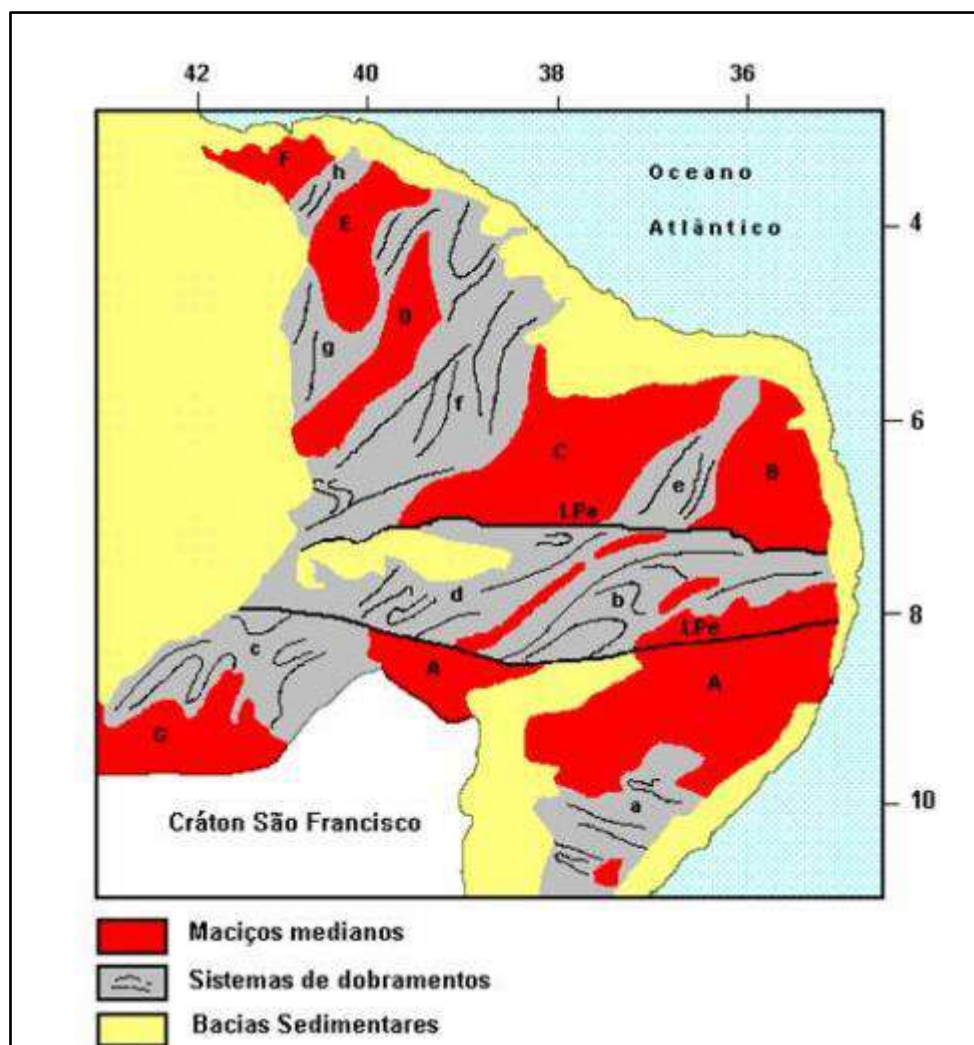 42 40 38 36
Oceano
Atlântico
F
h
E
4
D
g
f
6
C
B
e
LPa
d
b
8
LPe
c
A
A
G
10
a
Cráton São Francisco
Maciços medianos
Sistemas de dobramentos
Bacias Sedimentares